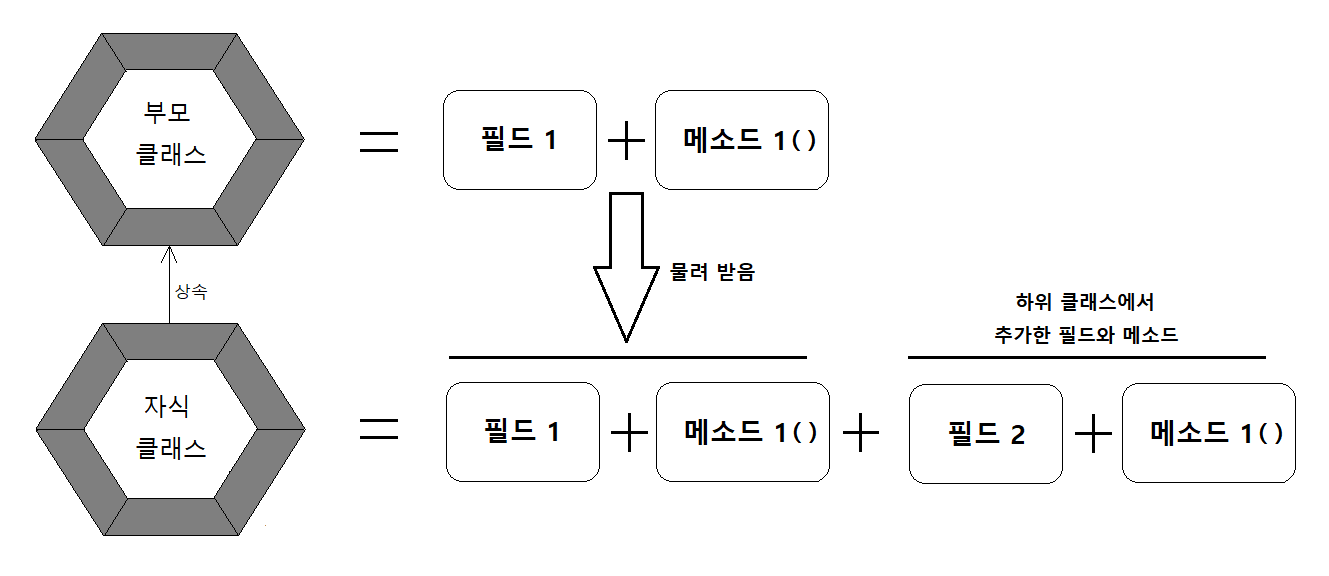 부모
클래스
=
필드 1
+
메소드 1()
물려 받음
상속
하위 클래스에서
추가한 필드와 메소드
자식
클래스
=
필드 1
+
메소드 1()
+
필드 2
+
메소드 1()